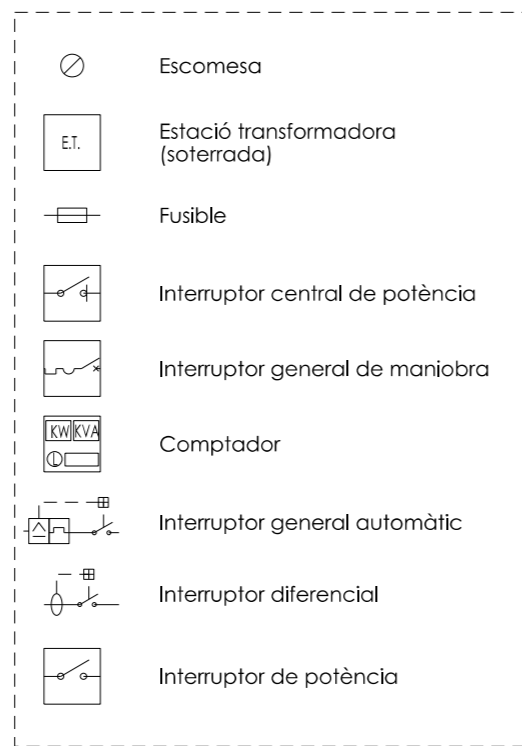 Escomesa
E.T.
Estació transformadora
(soterrada)
Fusible
Interruptor central de potència
Interruptor general de maniobra
KW KVA
Comptador
Interruptor general automàtic
Interruptor diferencial
Interruptor de potència